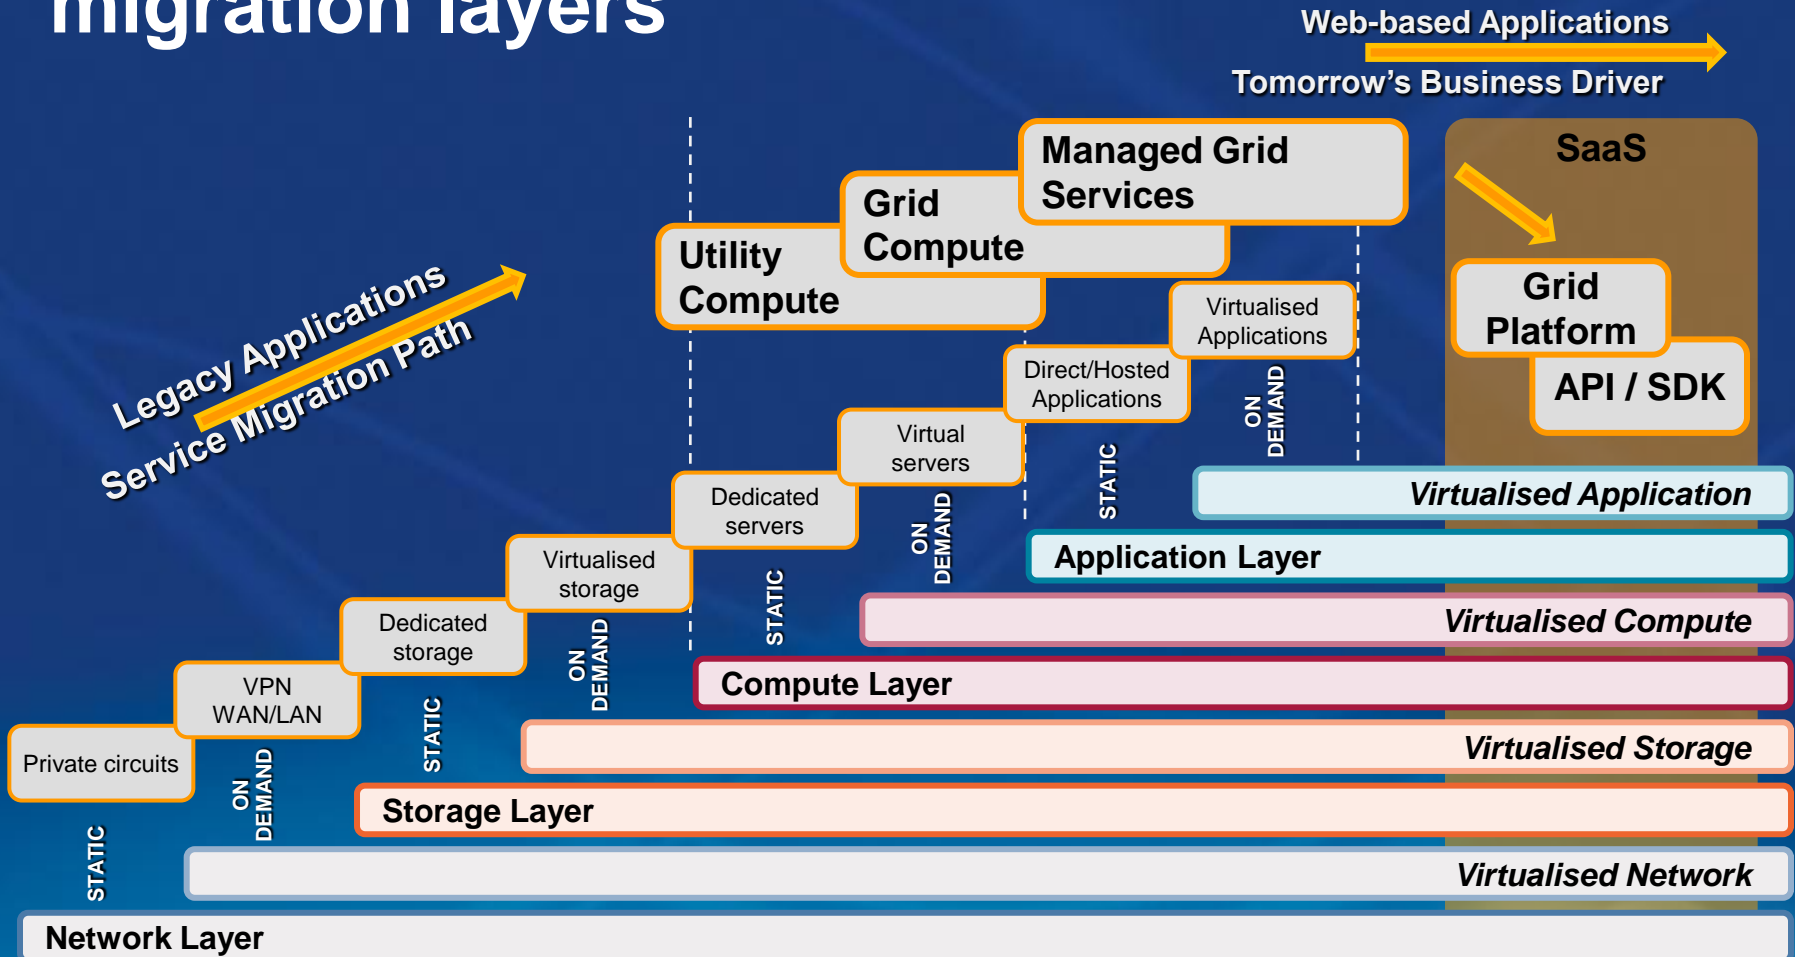 migration layers
Web-based Applications
Tomorrow's Business Driver
Legacy Applications
Service Migration Path
Managed Grid
Services
Grid
Compute
Utility
Compute
SaaS
Grid
Platform
API / SDK
Virtualised
Applications
Direct/Hosted
Applications
Virtual
servers
Dedicated
servers
Virtualised
storage
Dedicated
storage
VPN
WAN/LAN
Private circuits
STATIC
ON
DEMAND
STATIC
ON
DEMAND
STATIC
ON
DEMAND
STATIC
ON
DEMAND
Virtualised Application
Application Layer
Virtualised Compute
Compute Layer
Virtualised Storage
Storage Layer
Virtualised Network
Network Layer